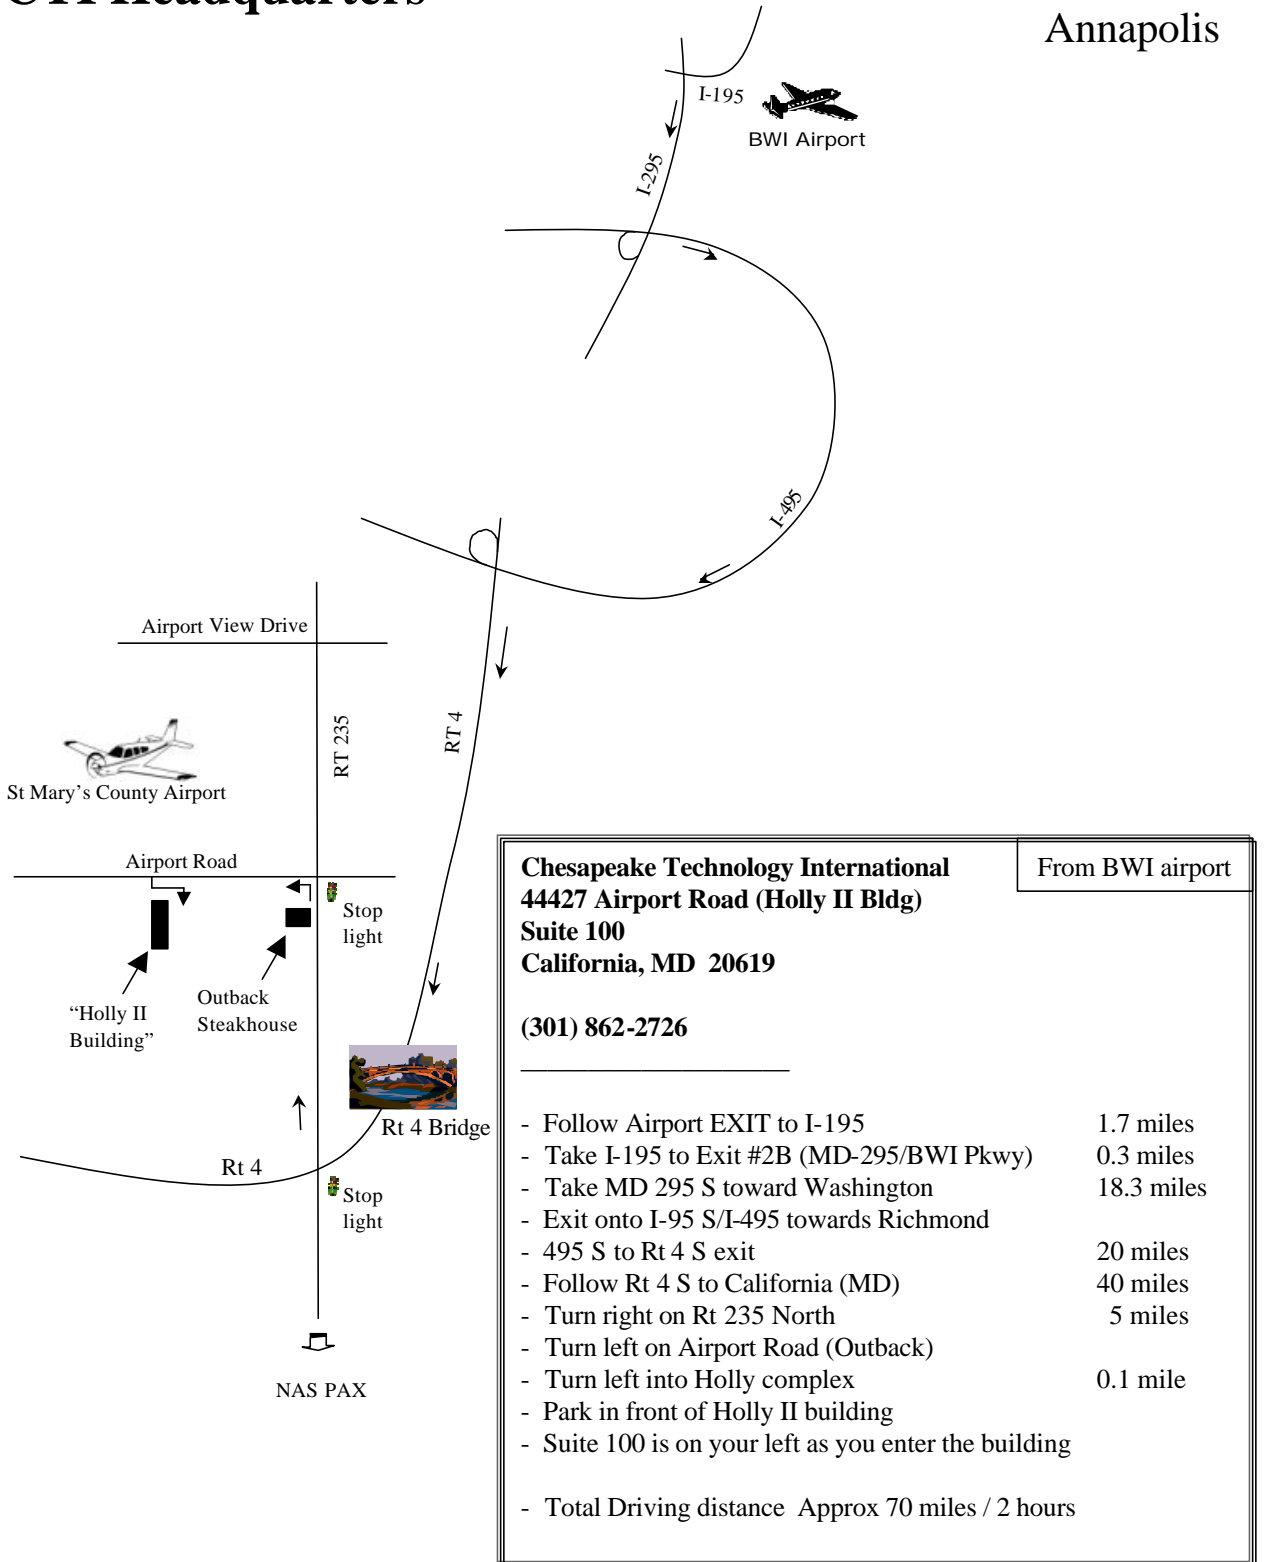 Annapolis
I-195
BWI Airport
I-295
I-495
Airport View Drive
RT 235
RT 4
St Mary’s County Airport
Airport Road
Stop
light
“Holly II
Building”
Outback
Steakhouse
Rt 4 Bridge
Rt 4
Stop
light
NAS PAX
From BWI airport
Chesapeake Technology International
44427 Airport Road (Holly II Bldg)
Suite 100
California, MD 20619
(301) 862-2726
- Follow Airport EXIT to I-195 1.7 miles
- Take I-195 to Exit #2B (MD-295/BWI Pkwy) 0.3 miles
- Take MD 295 S toward Washington 18.3 miles
- Exit onto I-95 S/I-495 towards Richmond
- 495 S to Rt 4 S exit 20 miles
- Follow Rt 4 S to California (MD) 40 miles
- Turn right on Rt 235 North 5 miles
- Turn left on Airport Road (Outback)
- Turn left into Holly complex 0.1 mile
- Park in front of Holly II building
- Suite 100 is on your left as you enter the building
- Total Driving distance Approx 70 miles / 2 hours